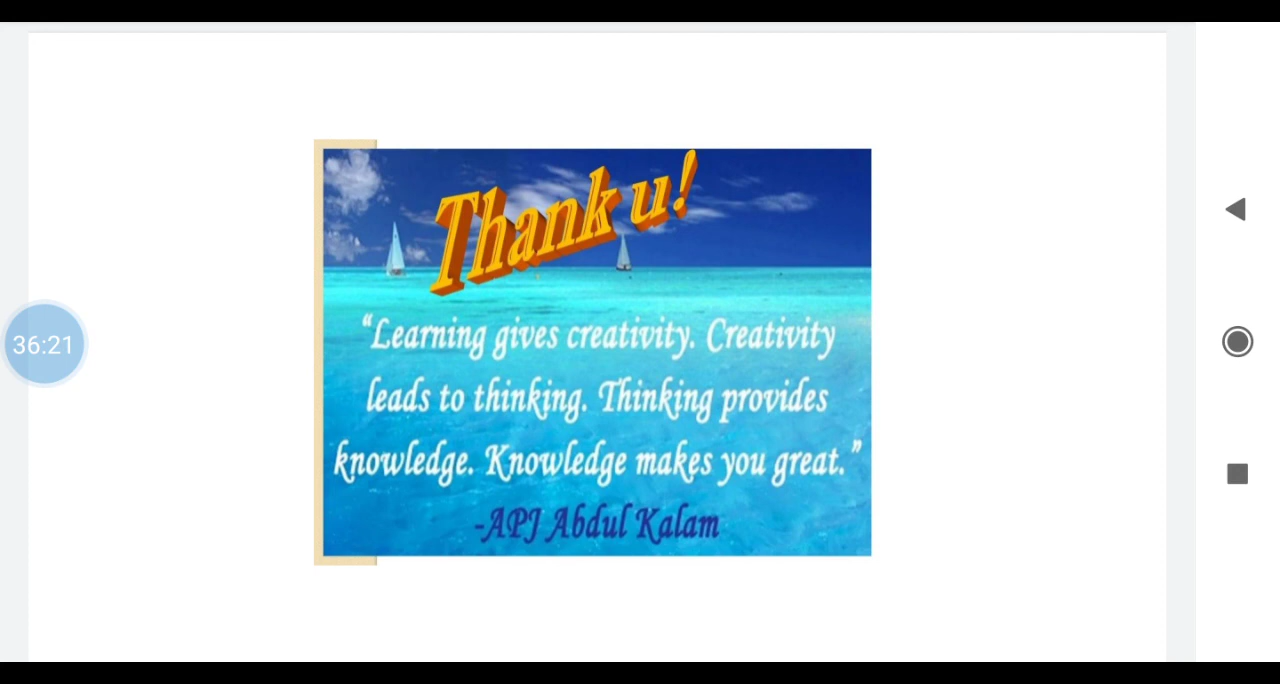 Thank u!
36:21
“Learning gives creativity. Creativity
leads to thinking. Thinking provides
knowledge. Knowledge makes you great.”
-APJ Abdul Kalam